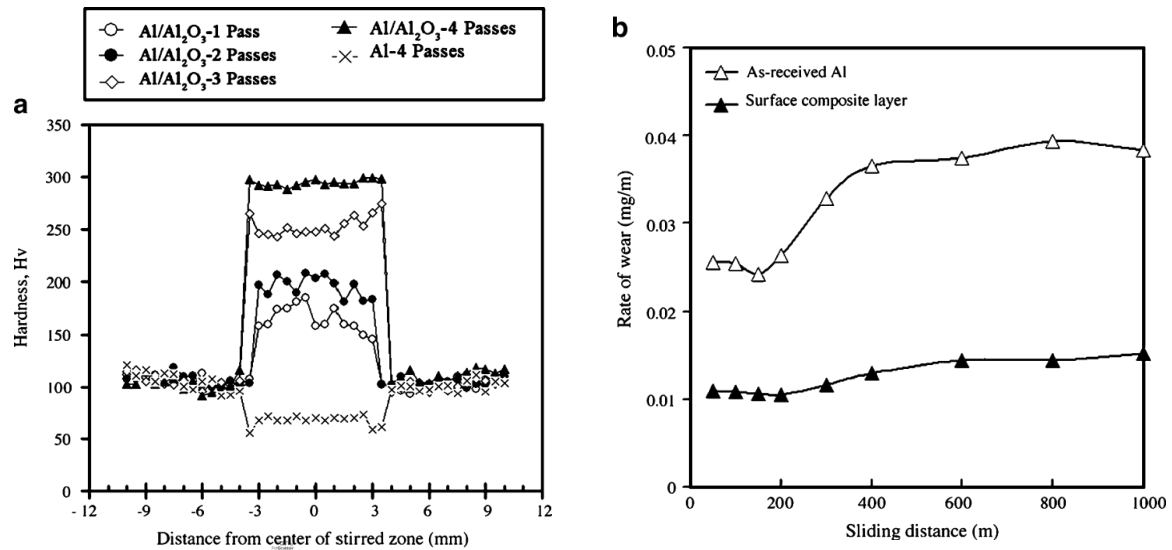 Al/Al2O3-1 Pass
Al/Al2O3-2 Passes
Al/Al2O3-3 Passes
Al/Al2O3-4 Passes
Al-4 Passes
a
350
300
250
200
150
100
50
0
Hardness, Hv
-12 -9 -6 -3 0 3 6 9 12
Distance from center of stirred zone (mm)
b
0.05
0.04
0.03
0.02
0.01
0
Rate of wear (mg/m)
As-received Al
Surface composite layer
0 200 400 600 800 1000
Sliding distance (m)